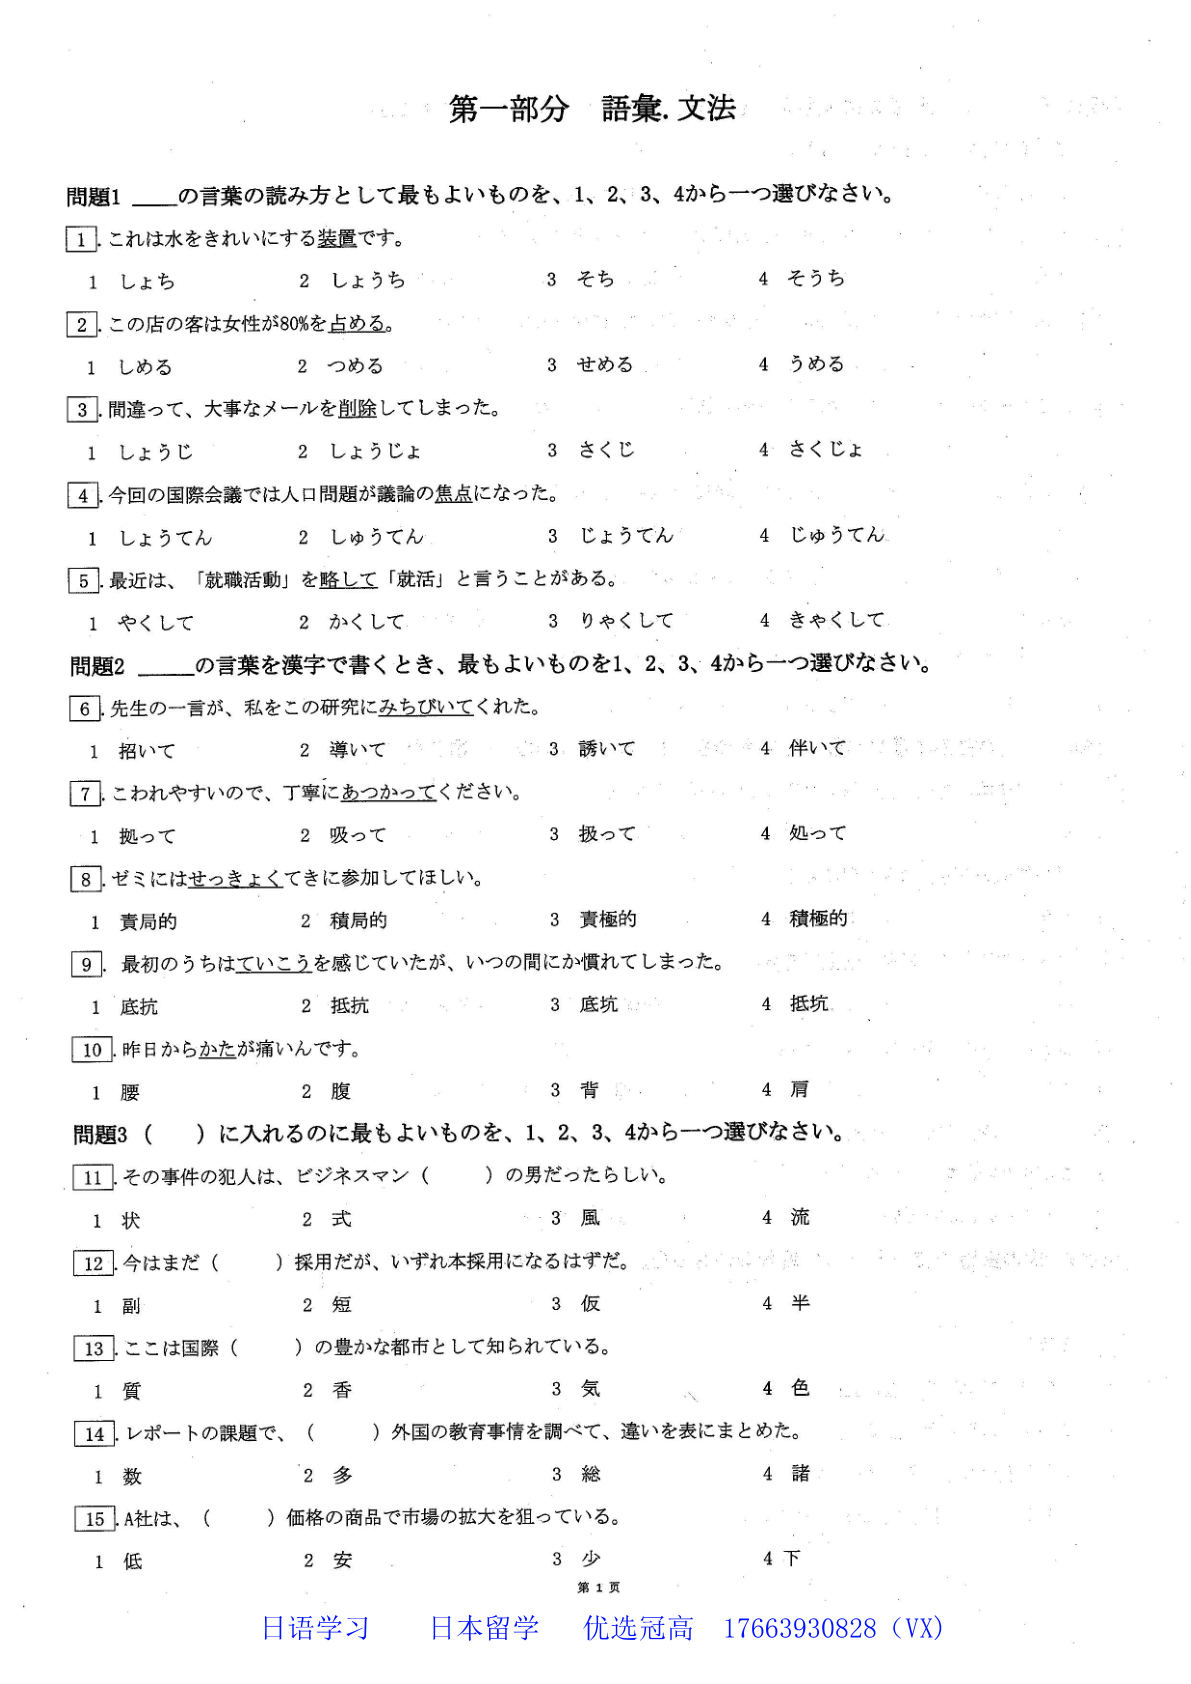 第一部分　語彙.文法
問題1 ____の言葉の読み方として最もよいものを、1、2、3、4から一つ選びなさい。
1.これは水をきれいにする装置です。
1 しょち 2 しょうち 3 そち 4 そうち
2.この店の客は女性が80%を占める。
1 しめる 2 つめる 3 せめる 4 うめる
3.間違って、大事なメールを削除してしまった。
1 しょうじ 2 しょうじょ 3 さくじ 4 さくじょ
4.今回の国際会議では人口問題が議論の焦点になった。
1 しょうてん 2 しゅうてん 3 じょうてん 4 じゅうてん
5.最近は、「就職活動」を略して「就活」と言うことがある。
1 やくして 2 かくして 3 りゃくして 4 きゃくして
問題2 _____の言葉を漢字で書くとき、最もよいものを1、2、3、4から一つ選びなさい。
6.先生の一言が、私をこの研究にみちびいてくれた。
1 招いて 2 導いて 3 誘いて 4 伴いて
7.こわれやすいので、丁寧にあつかってください。
1 拠って 2 吸って 3 扱って 4 処って
8.ゼミにはせっきょくてきに参加してほしい。
1 責局的 2 積局的 3 責極的 4 積極的
9. 最初のうちはていこうを感じていたが、いつの間にか慣れてしまった。
1 底抗 2 抵抗 3 底坑 4 抵坑
10.昨日からかたが痛いんです。
1 腰 2 腹 3 背 4 肩
問題3（　　）に入れるのに最もよいものを、1、2、3、4から一つ選びなさい。
11.その事件の犯人は、ビジネスマン（　　）の男だったらしい。
1 状 2 式 3 風 4 流
12.今はまだ（　　）採用だが、いずれ本採用になるはずだ。
1 副 2 短 3 仮 4 半
13.ここは国際（　　）の豊かな都市として知られている。
1 質 2 香 3 気 4 色
14.レポートの課題で、（　　）外国の教育事情を調べて、違いを表にまとめた。
1 数 2 多 3 総 4 諸
15.A社は、（　　）価格の商品で市場の拡大を狙っている。
1 低 2 安 3 少 4 下
第 1 页
日语学习　　日本留学　　优选冠高　17663930828（VX)